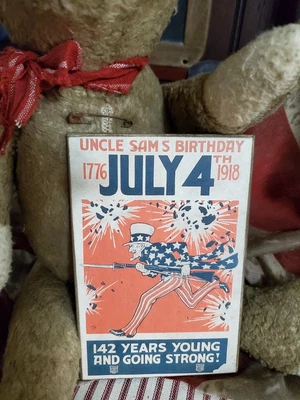 UNCLE SAM'S BIRTHDAY
1776 JULY 4TH 1918
142 YEARS YOUNG
AND GOING STRONG!